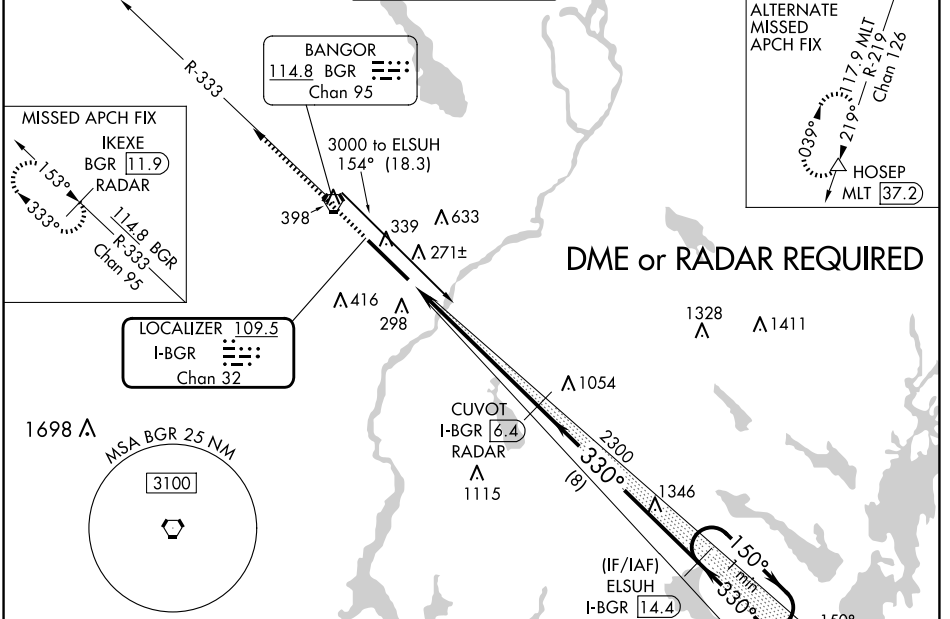 R-333
BANGOR
114.8 BGR
Chan 95
ALTERNATE
MISSED
APCH FIX
117.9 MLT
R-219
Chan 126
039°
219°
HOSEP
MLT 37.2
MISSED APCH FIX
IKEXE
BGR 11.9
RADAR
153°
333°
114.8 BGR
R-333
Chan 95
3000 to ELSUH
154° (18.3)
398
339
633
271±
DME or RADAR REQUIRED
416
298
1328
1411
LOCALIZER 109.5
I-BGR
Chan 32
1054
CUVOT
I-BGR 6.4
RADAR
1115
1698
MSA BGR 25 NM
3100
2300
330°
(8)
1346
150°
1 min
330°
(IF/IAF)
ELSUH
I-BGR 14.4